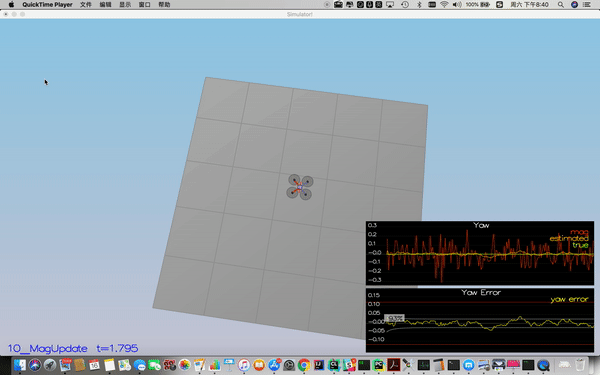 QuickTime Player 文件 编辑 显示 窗口 帮助 100% 周六 下午8:40
Simulator!
Yaw
0.3
0.2
0.1
-0.0
-0.1
-0.2
-0.3
mag
estimated
true
Yaw Error
0.15
0.10
0.05
-0.00
-0.05
-0.10
yaw error
10_MagUpdate t=1.795